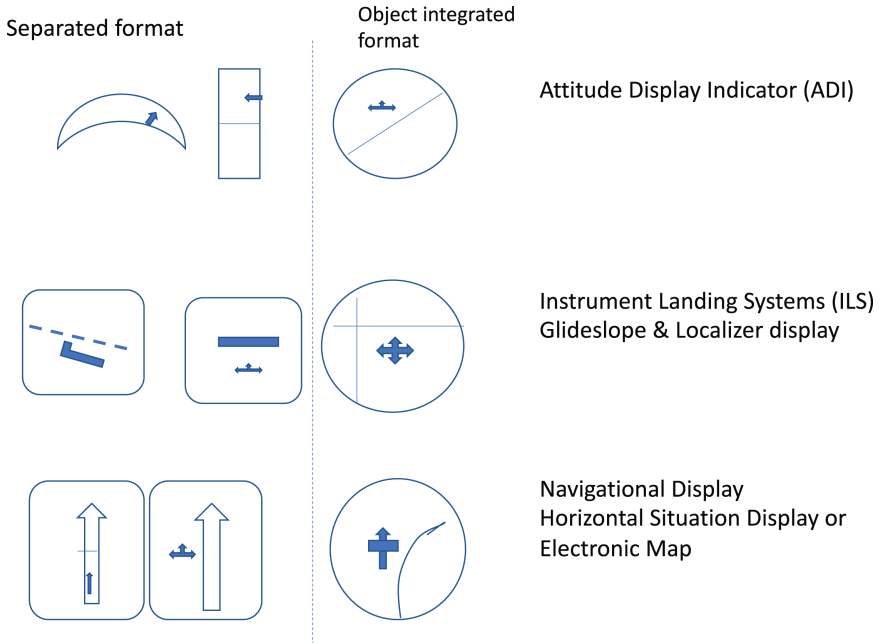 Separated format
Object integrated
format
Attitude Display Indicator (ADI)
Instrument Landing Systems (ILS)
Glideslope & Localizer display
Navigational Display
Horizontal Situation Display or
Electronic Map